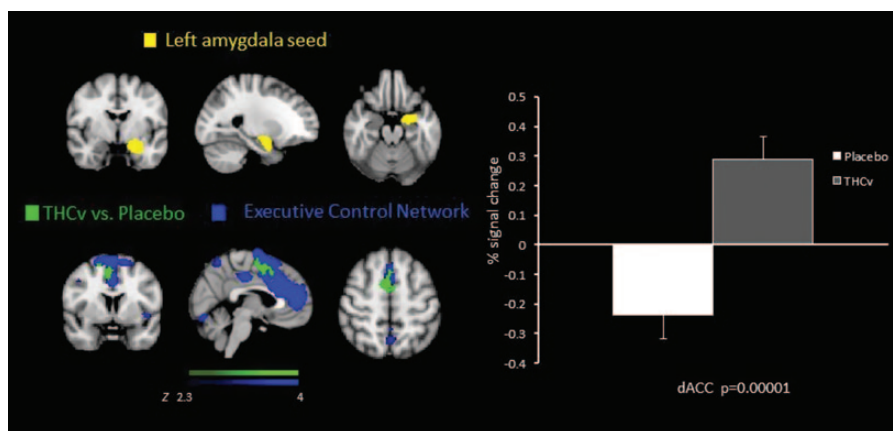 Left amygdala seed
THCv vs. Placebo
Executive Control Network
Z 2.3 4
0.5
0.4
0.3
0.2
0.1
0
-0.1
-0.2
-0.3
-0.4
% signal change
Placebo
THCv
dACC p=0.00001